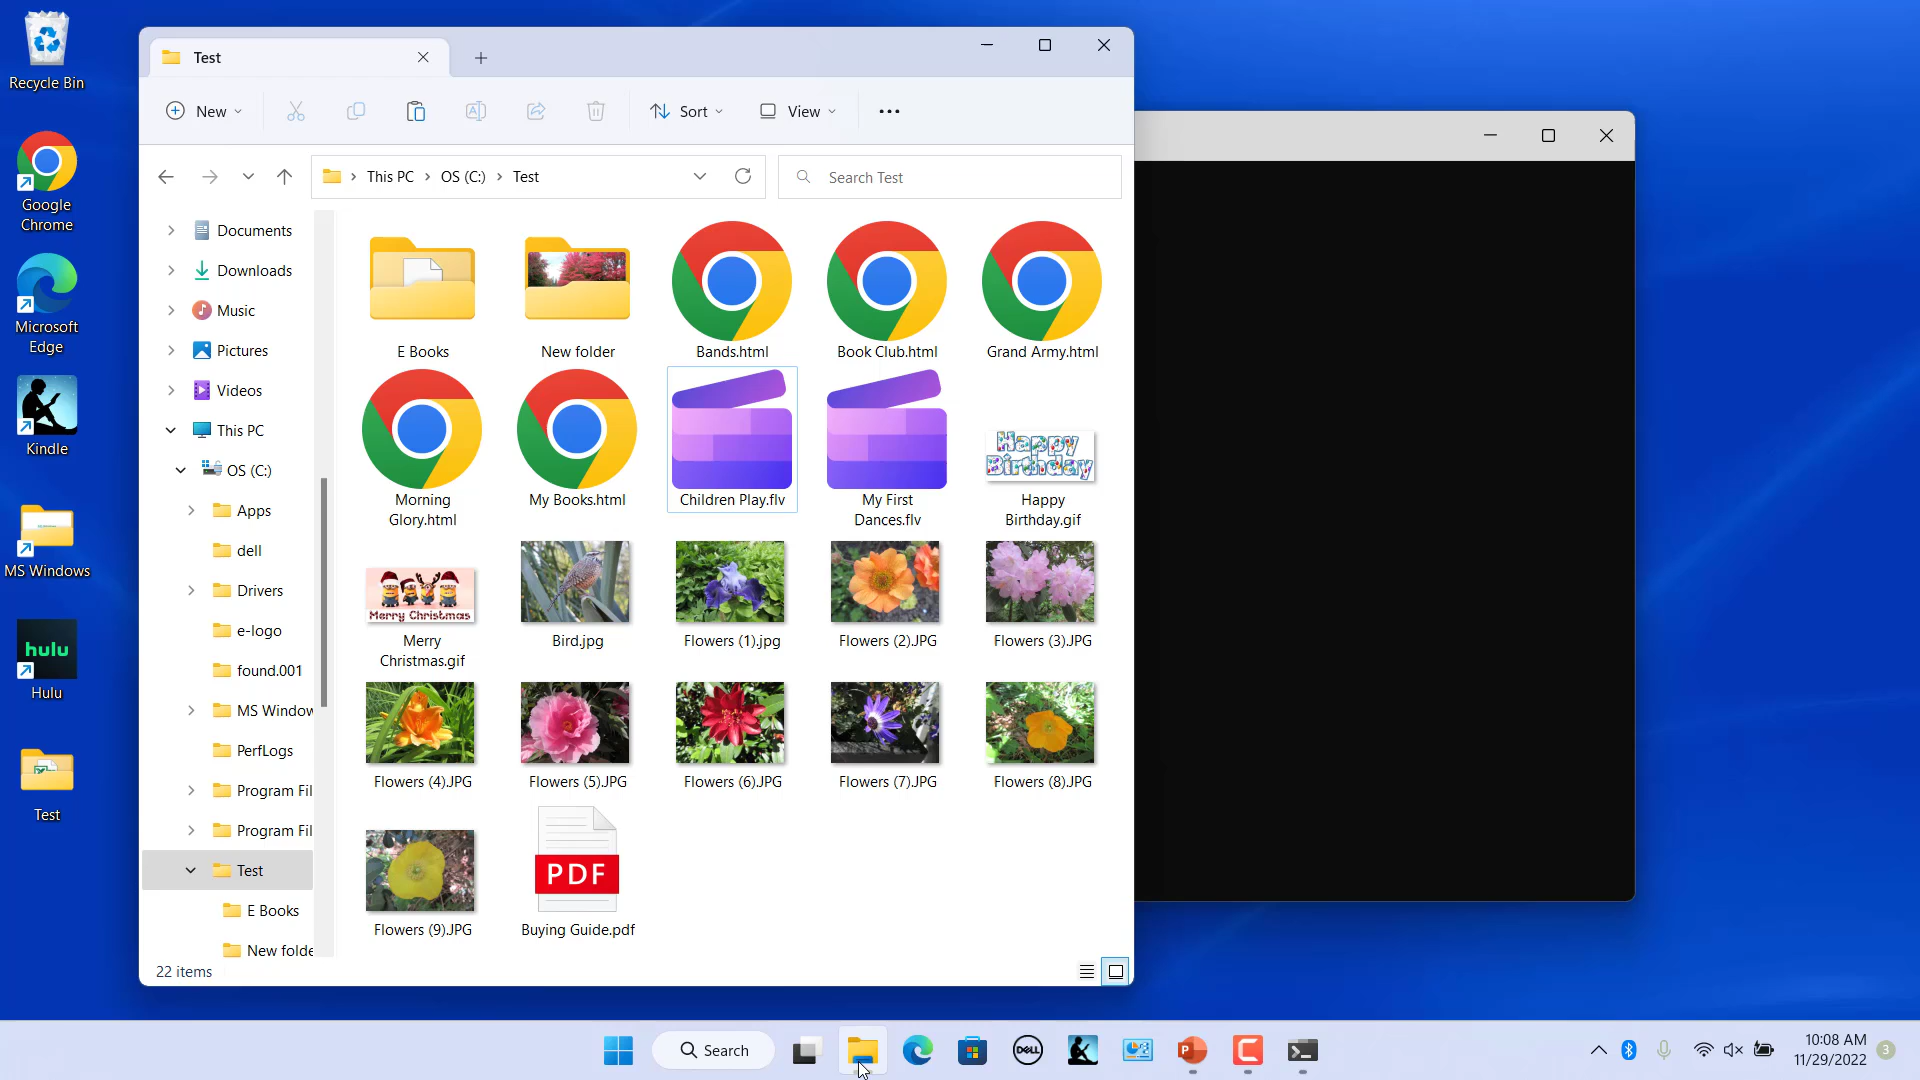 Recycle Bin
Google
Chrome
Microsoft
Edge
Kindle
MS Windows
hulu
Hulu
Test
Test
New
Sort
View
This PC
OS (C:)
Test
Search Test
Documents
Downloads
Music
Pictures
Videos
This PC
OS (C:)
Apps
dell
Drivers
e-logo
found.001
MS Window
PerfLogs
Program Fil
Program Fil
Test
E Books
New folde
E Books
New folder
Bands.html
Book Club.html
Grand Army.html
Morning
Glory.html
My Books.html
Children Play.flv
My First
Dances.flv
Happy
Birthday
Happy
Birthday.gif
Merry Christmas
Merry
Christmas.gif
Bird.jpg
Flowers (1).jpg
Flowers (2).JPG
Flowers (3).JPG
Flowers (4).JPG
Flowers (5).JPG
Flowers (6).JPG
Flowers (7).JPG
Flowers (8).JPG
Flowers (9).JPG
PDF
Buying Guide.pdf
22 items
Search
DELL
P
C
10:08 AM
11/29/2022
3